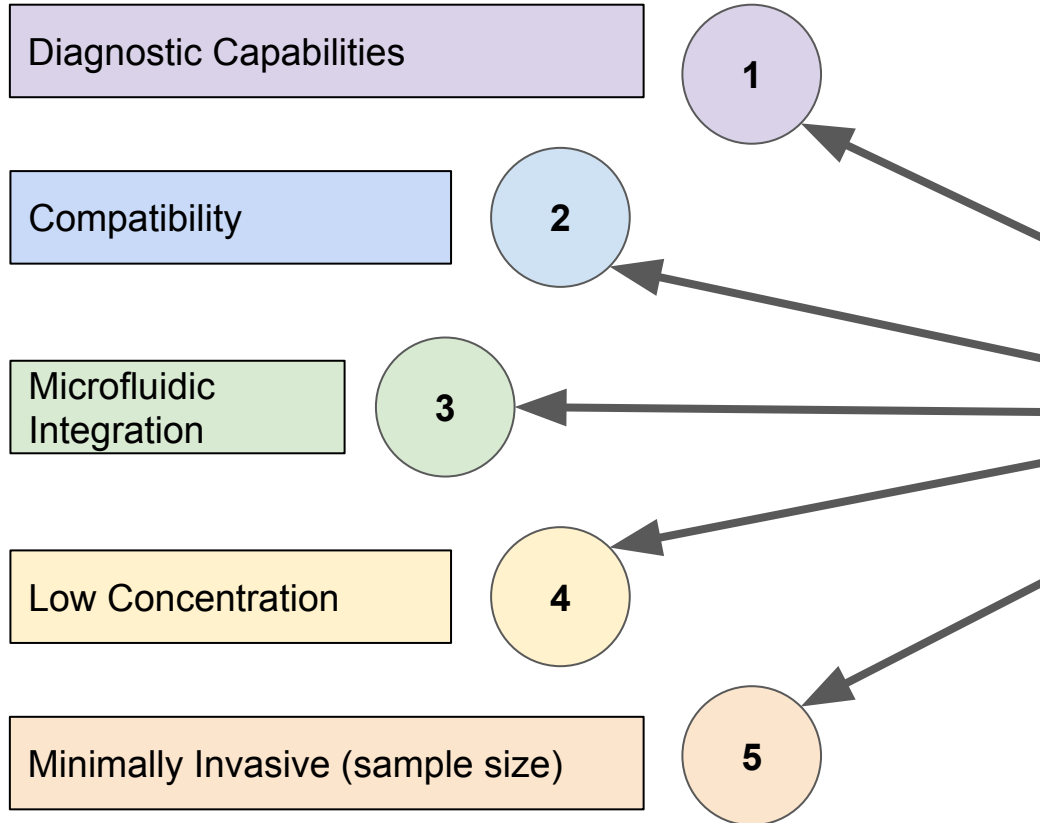 Diagnostic Capabilities
1
Compatibility
2
Microfluidic
Integration
3
Low Concentration
4
Minimally Invasive (sample size)
5